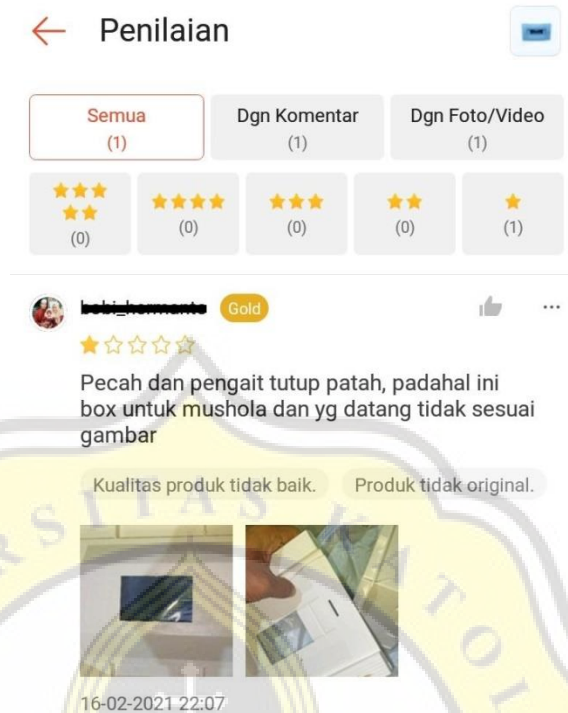 Penilaian
Semua
(1)
Dgn Komentar
(1)
Dgn Foto/Video
(1)
(0)
(0)
(0)
(0)
(1)
Gold
Pecah dan pengait tutup patah, padahal ini
box untuk mushola dan yg datang tidak sesuai
gambar
Kualitas produk tidak baik.
Produk tidak original.
16-02-2021 22:07